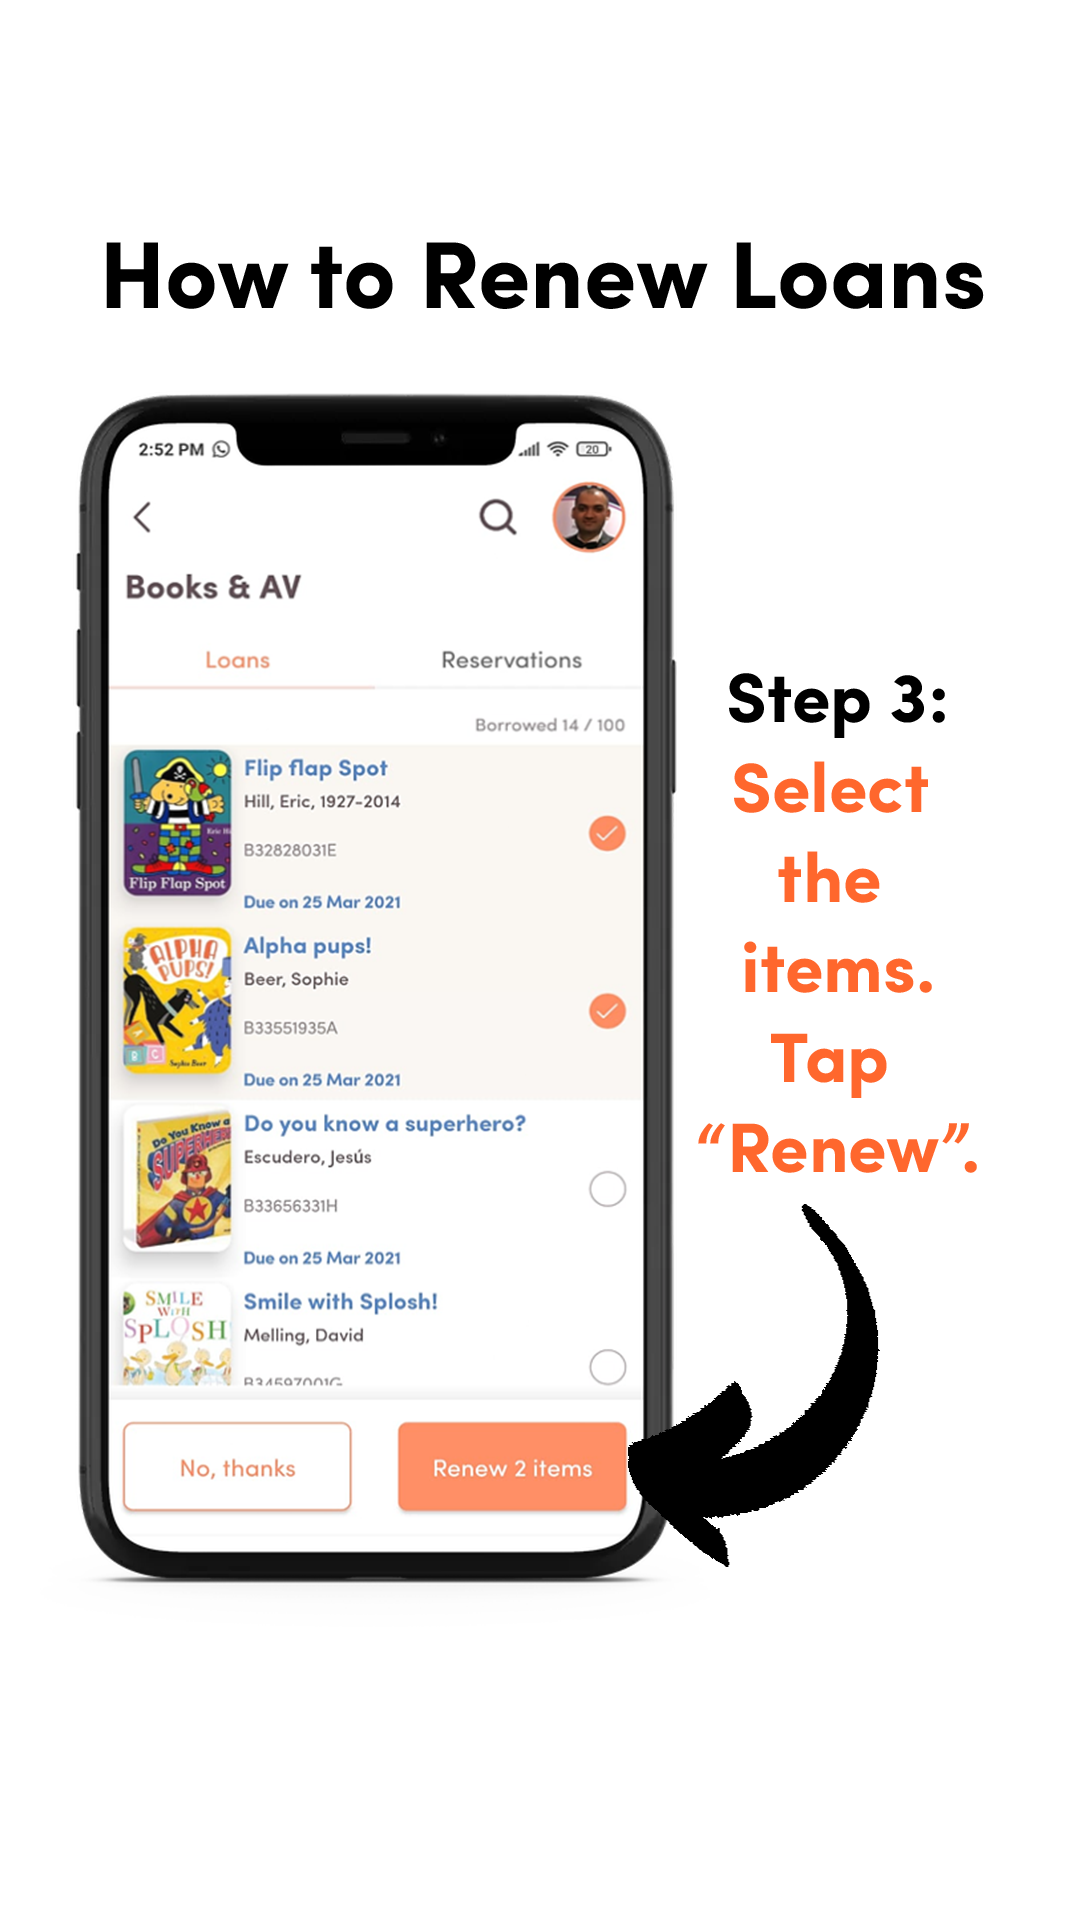 How to Renew Loans
2:52 PM
20
Books & AV
Loans
Reservations
Borrowed 14 / 100
Flip Flap Spot
Flip flap Spot
Hill, Eric, 1927-2014
B32828031E
Due on 25 Mar 2021
ALPHA
PUPS!
A
B C
Sophie Beer
Alpha pups!
Beer, Sophie
B33551935A
Due on 25 Mar 2021
Do You Know a
Do you know a superhero?
Escudero, Jesús
B33656331H
Due on 25 Mar 2021
SMILE
WITH
SPLOSH
Smile with Splosh!
Melling, David
B34597001G
No, thanks
Renew 2 items
Step 3:
Select
the
items.
Tap
“Renew”.